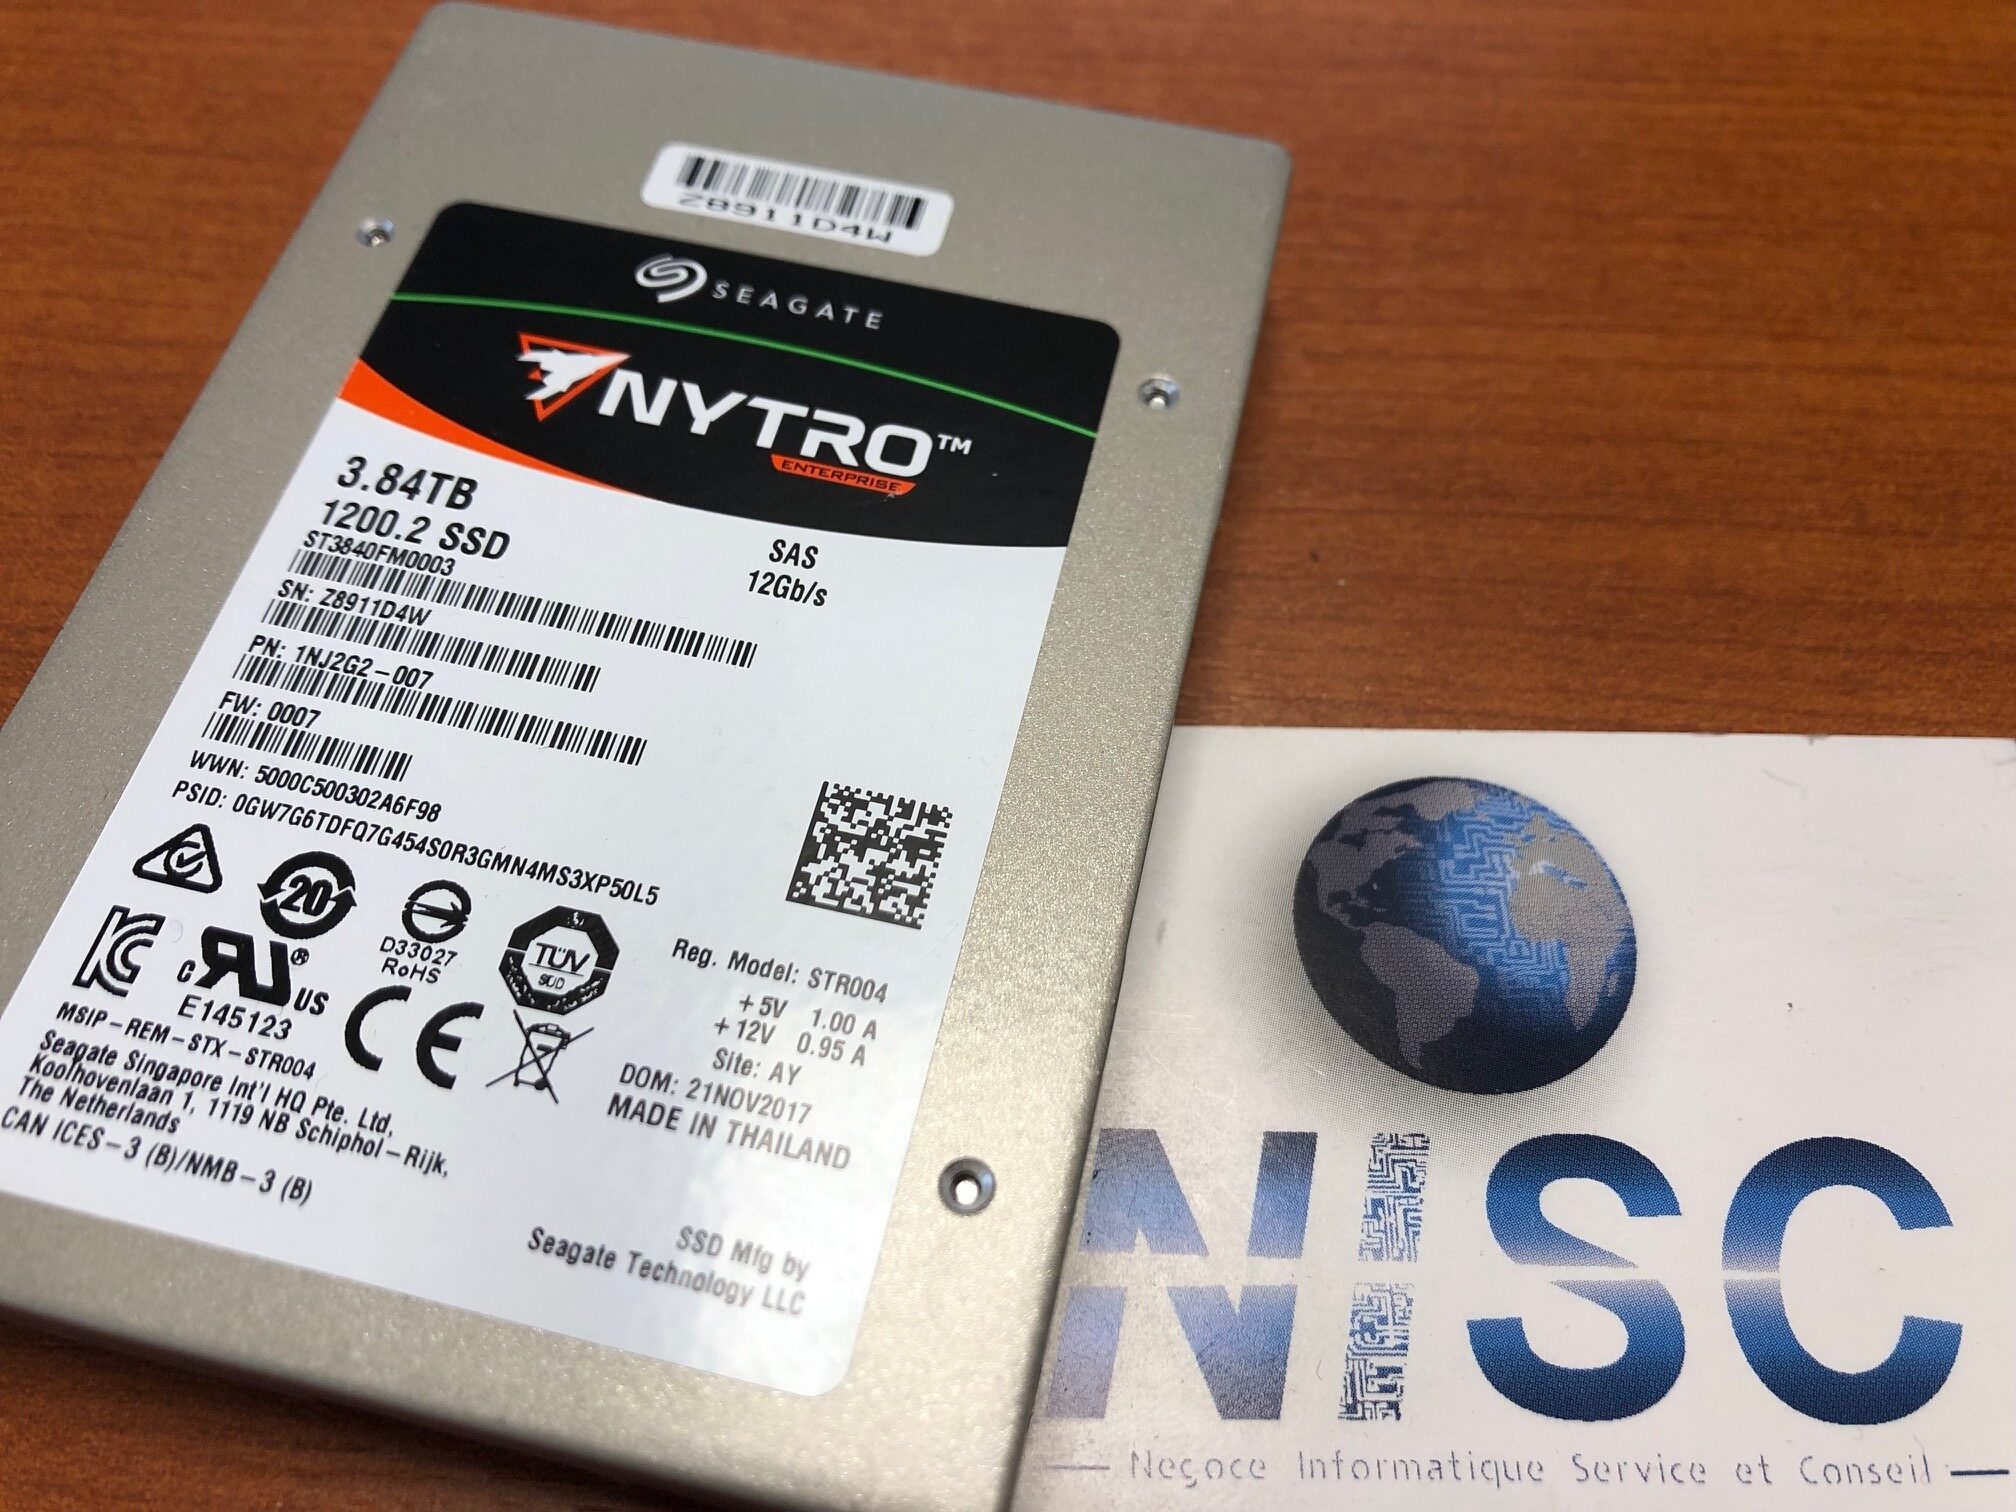 Z8911D4W
SEAGATE
NYTRO™
ENTERPRISE
3.84TB
1200.2 SSD
ST3840FM0003
SAS
12Gb/s
SN: Z8911D4W
PN: 1NJ2G2-007
FW: 0007
WWN: 5000C500302A6F98
PSID: 0GW7G6TDFQ7G454S0R3GMN4MS3XP50L5
20
D33027
RoHS
TÜV
SÜD
c RU ® US
E145123
CE
MSIP-REM-STX-STR004
Seagate Singapore Int'l HQ Pte. Ltd.
Koolhovenlaan 1, 1119 NB Schiphol-Rijk,
The Netherlands
CAN ICES-3 (B)/NMB-3 (B)
Reg. Model: STR004
+5V 1.00 A
+12V 0.95 A
Site: AY
DOM: 21NOV2017
MADE IN THAILAND
SSD Mfg by
Seagate Technology LLC
NISC
Negoce Informatique Service et Conseil